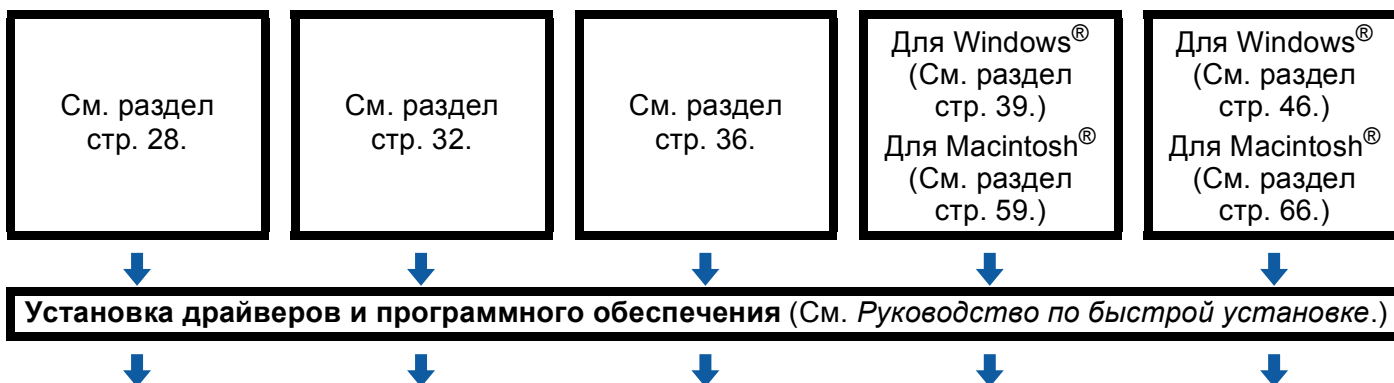 См. раздел
стр. 28.
См. раздел
стр. 32.
См. раздел
стр. 36.
Для Windows®
(См. раздел
стр. 39.)
Для Macintosh®
(См. раздел
стр. 59.)
Для Windows®
(См. раздел
стр. 46.)
Для Macintosh®
(См. раздел
стр. 66.)
Установка драйверов и программного обеспечения (См. Руководство по быстрой установке.)